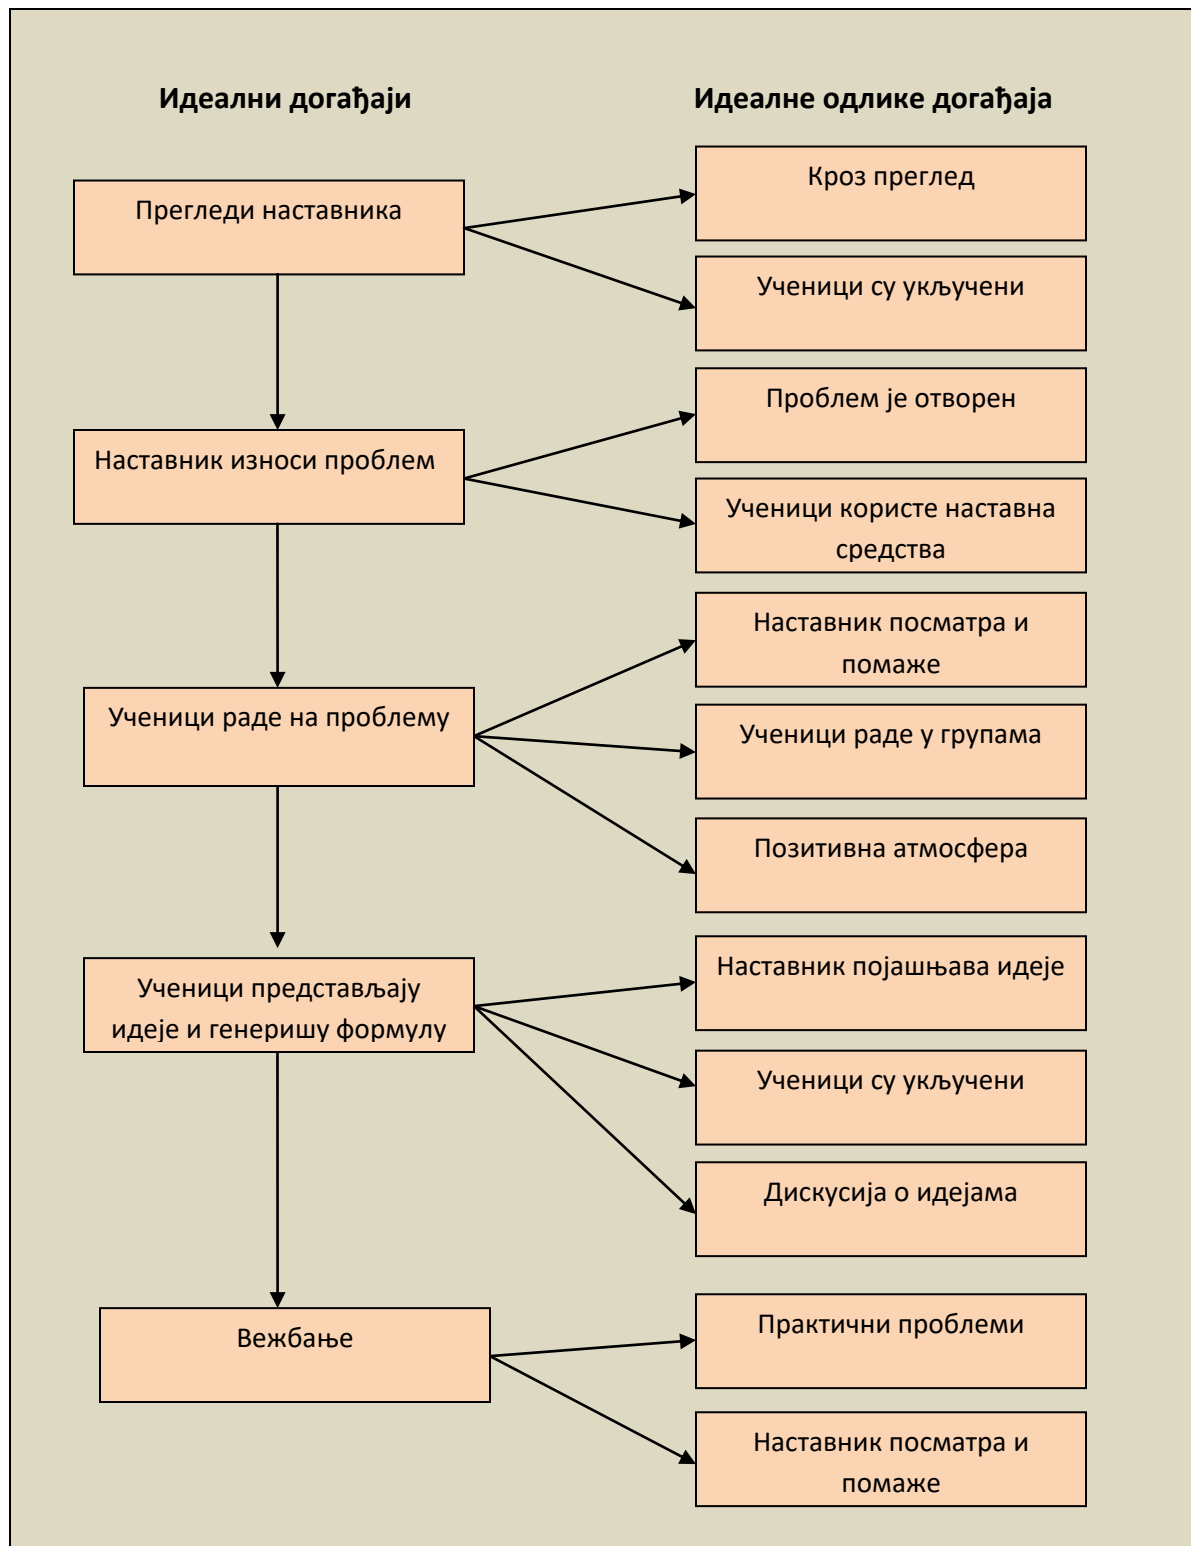 Идеални догађаји
Идеалне одлике догађаја
Прегледи наставника
Кроз преглед
Ученици су укључени
Наставник износи проблем
Проблем је отворен
Ученици користе наставна
средства
Ученици раде на проблему
Наставник посматра и
помаже
Ученици раде у групама
Позитивна атмосфера
Ученици представљају
идеје и генеришу формулу
Наставник појашњава идеје
Ученици су укључени
Дискусија о идејама
Вежбање
Практични проблеми
Наставник посматра и
помаже